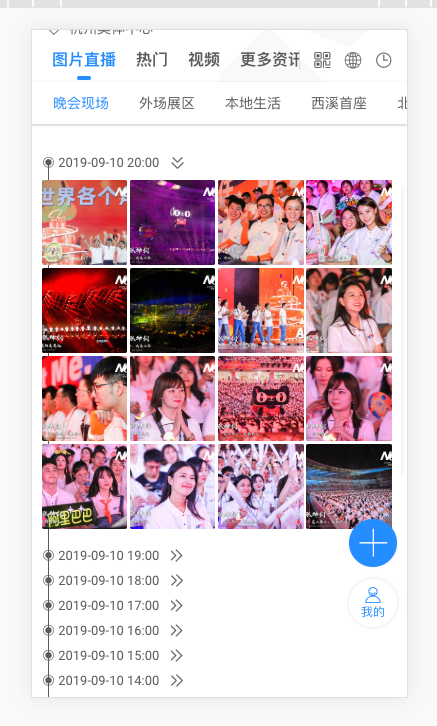 杭州奥体中心
图片直播 热门 视频 更多资讯
晚会现场 外场展区 本地生活 西溪首座 北
2019-09-10 20:00
世界各个角
Me.
阿里巴巴
2019-09-10 19:00
2019-09-10 18:00
2019-09-10 17:00
2019-09-10 16:00
2019-09-10 15:00
2019-09-10 14:00
我的